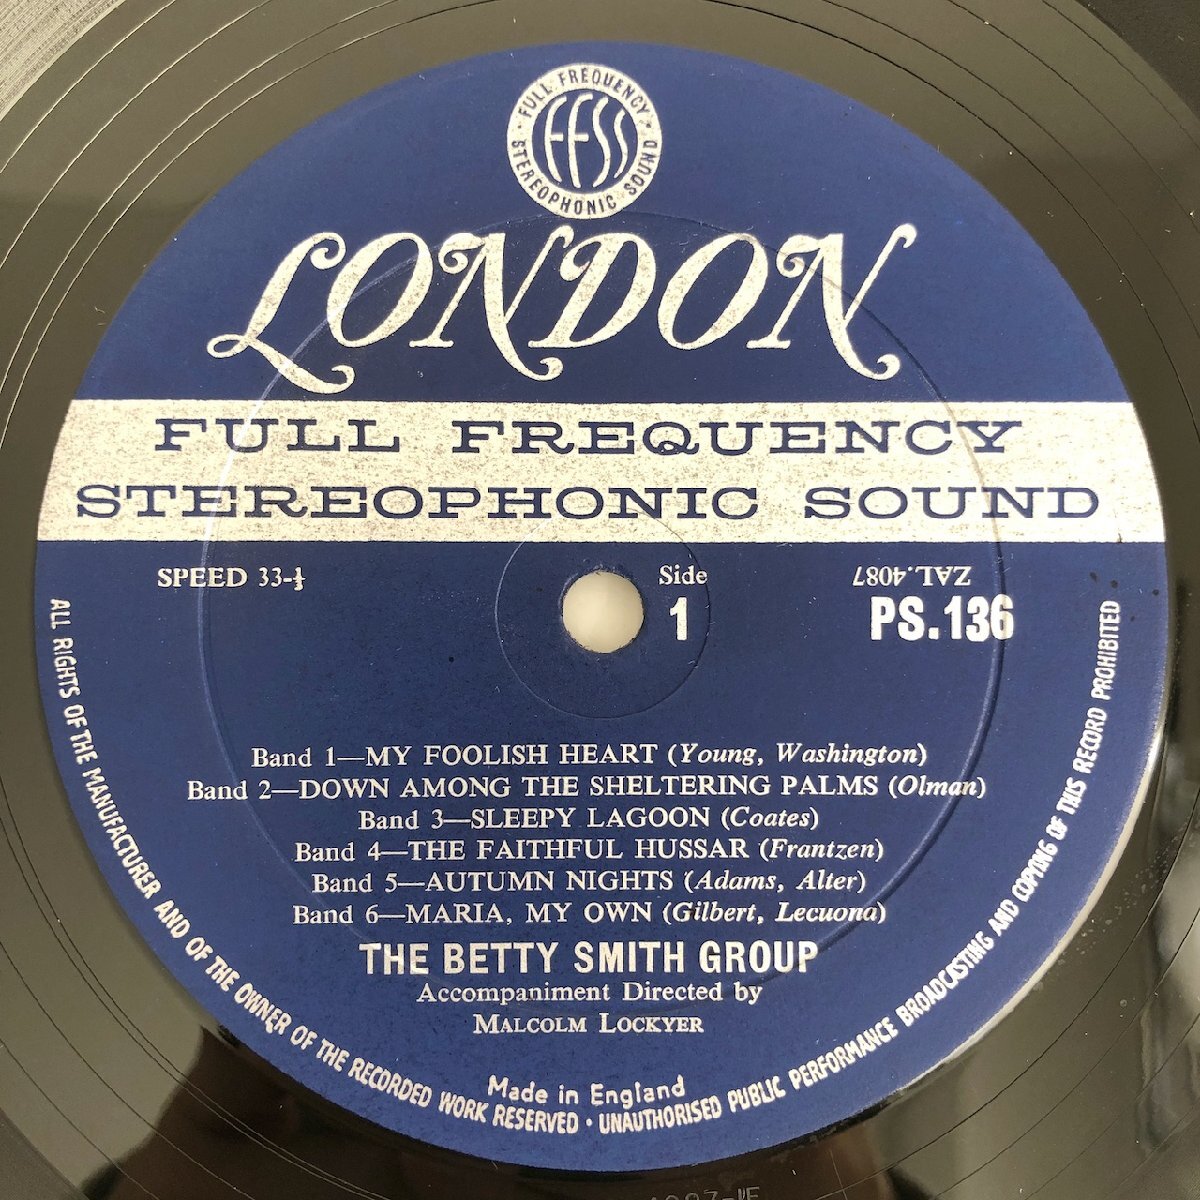 FULL FREQUENCY
FFSS
STEREOPHONIC SOUND
LONDON
FULL FREQUENCY
STEREOPHONIC SOUND
SPEED 33-⅓
Side
1
ZAL.4087
PS.136
Band 1—MY FOOLISH HEART (Young, Washington)
Band 2—DOWN AMONG THE SHELTERING PALMS (Olman)
Band 3—SLEEPY LAGOON (Coates)
Band 4—THE FAITHFUL HUSSAR (Frantzen)
Band 5—AUTUMN NIGHTS (Adams, Alter)
Band 6—MARIA, MY OWN (Gilbert, Lecuona)
THE BETTY SMITH GROUP
Accompaniment Directed by
MALCOLM LOCKYER
Made in England
ALL RIGHTS OF THE MANUFACTURER AND OF THE OWNER OF THE RECORDED WORK RESERVED · UNAUTHORISED PUBLIC PERFORMANCE BROADCASTING AND COPYING OF THIS RECORD PROHIBITED